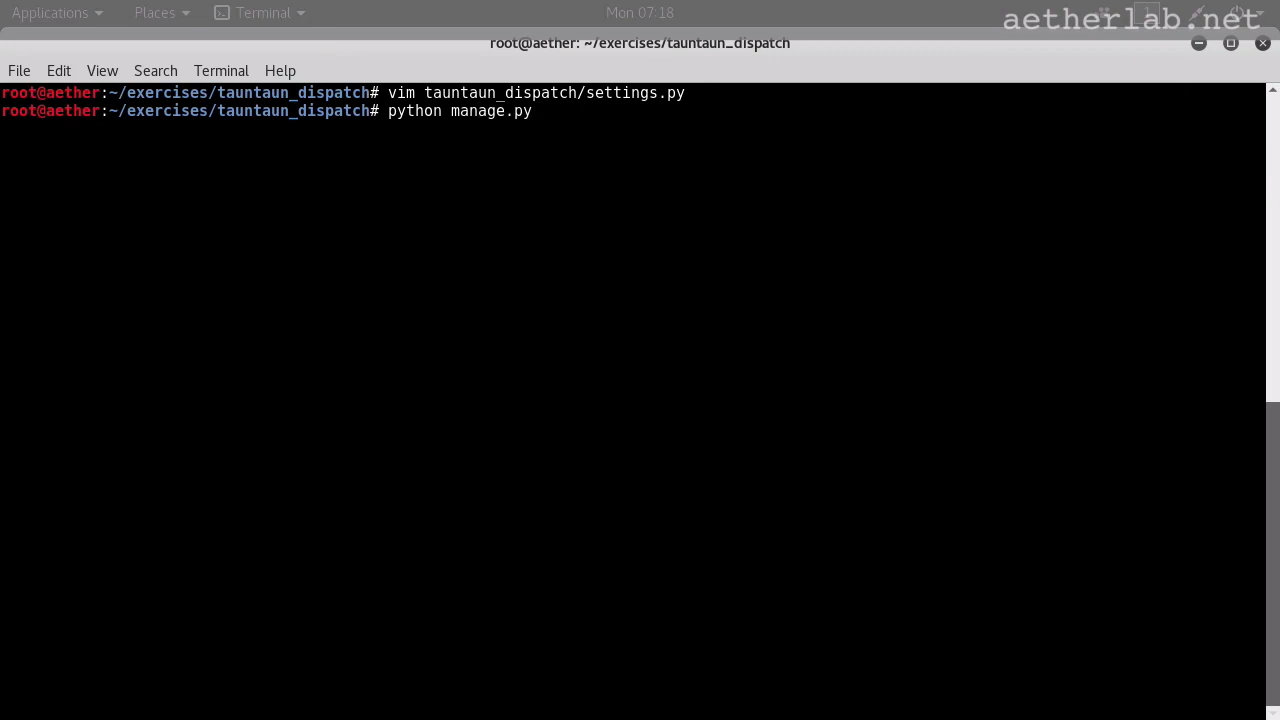 Applications Places Terminal Mon 07:18 1
aetherlab.net
root@aether: ~/exercises/tauntaun_dispatch
File Edit View Search Terminal Help
root@aether:~/exercises/tauntaun_dispatch# vim tauntaun_dispatch/settings.py
root@aether:~/exercises/tauntaun_dispatch# python manage.py